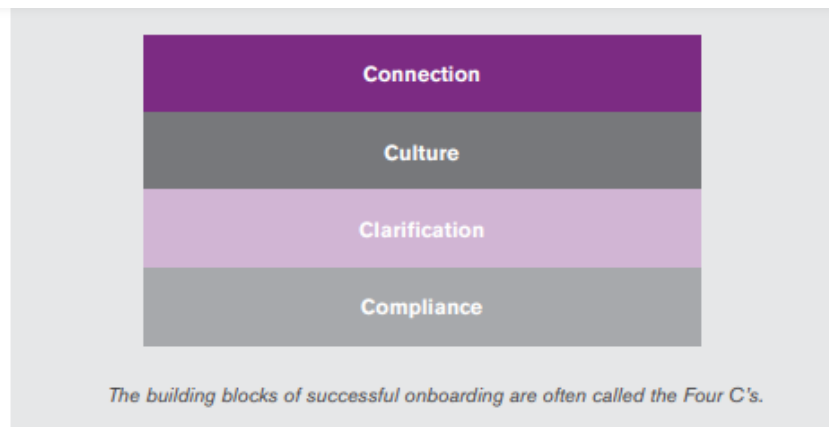 Connection
Culture
Clarification
Compliance
The building blocks of successful onboarding are often called the Four C's.